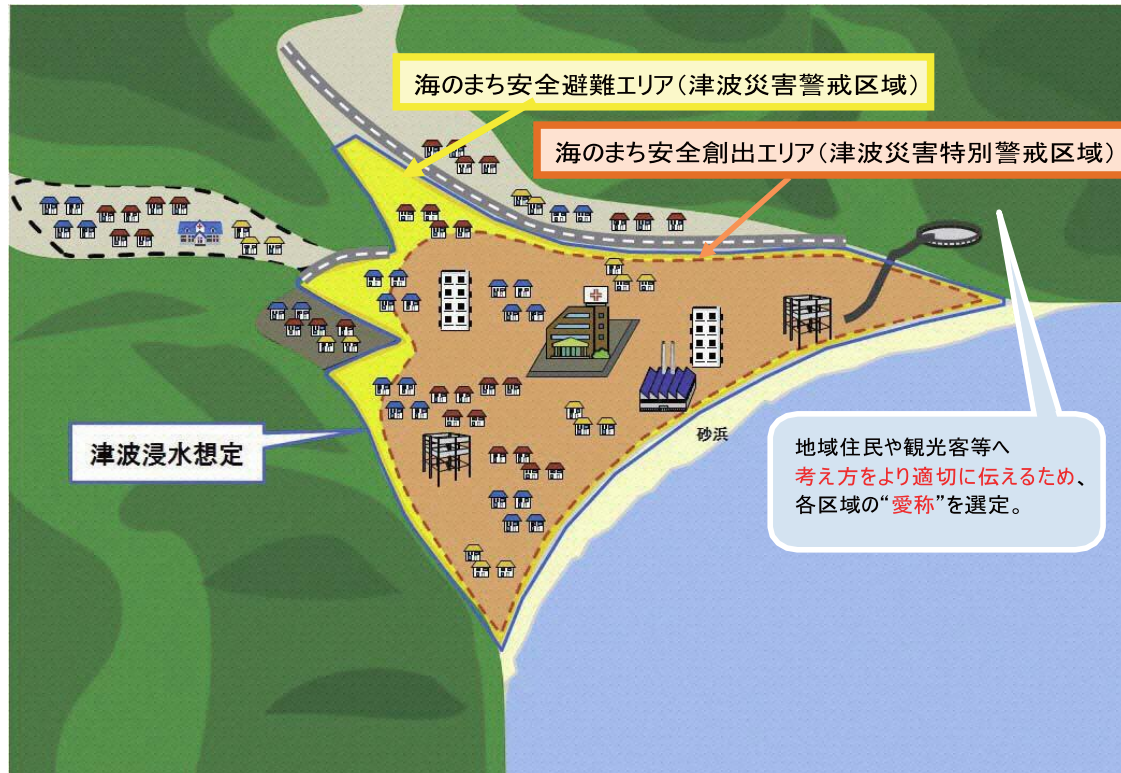 海のまち安全避難エリア(津波災害警戒区域)
海のまち安全創出エリア(津波災害特別警戒区域)
津波浸水想定
砂浜
地域住民や観光客等へ
考え方をより適切に伝えるため、
各区域の“愛称”を選定。